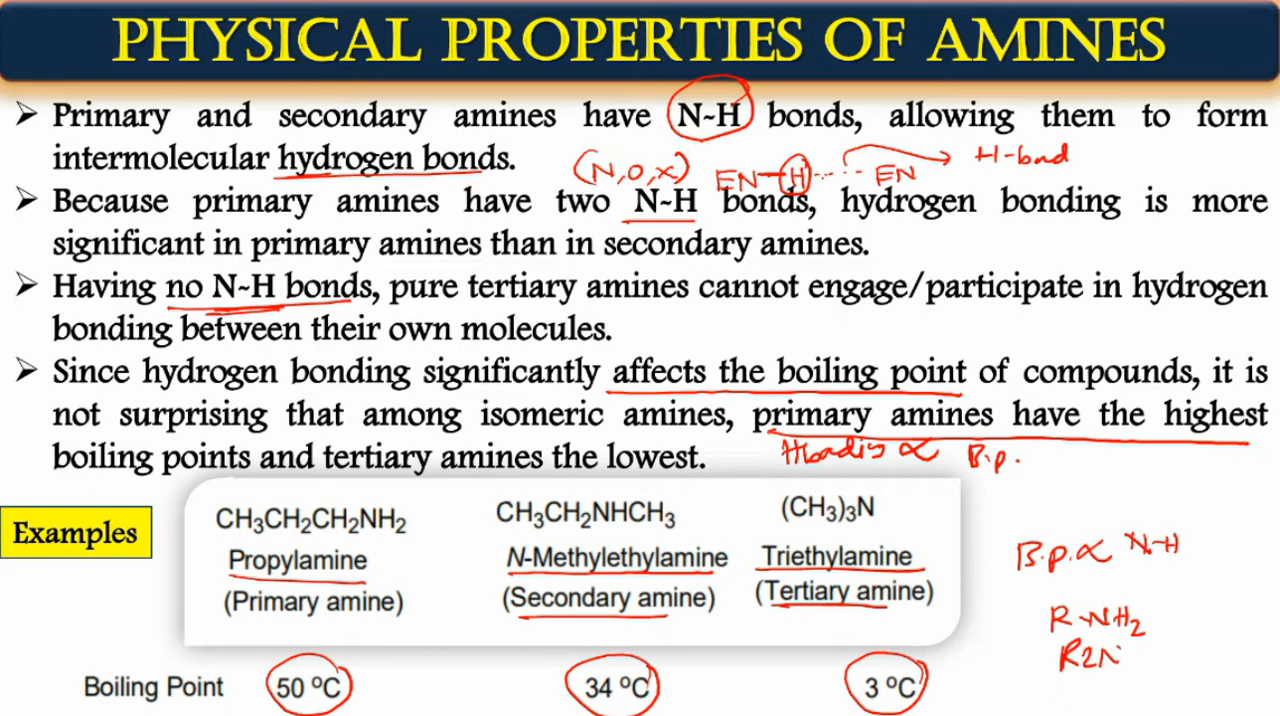 PHYSICAL PROPERTIES OF AMINES
➢ Primary and secondary amines have N~H bonds, allowing them to form
intermolecular hydrogen bonds.
(N,O,X) EN-H······EN H-bond
➢ Because primary amines have two N~H bonds, hydrogen bonding is more
significant in primary amines than in secondary amines.
➢ Having no N~H bonds, pure tertiary amines cannot engage/participate in hydrogen
bonding between their own molecules.
➢ Since hydrogen bonding significantly affects the boiling point of compounds, it is
not surprising that among isomeric amines, primary amines have the highest
boiling points and tertiary amines the lowest.
∝ B.p.
Examples
CH₃CH₂CH₂NH₂ CH₃CH₂NHCH₃ (CH₃)₃N
Propylamine N-Methylethylamine Triethylamine
(Primary amine) (Secondary amine) (Tertiary amine)
B.p. ∝ N-H
R-NH₂
R2N
Boiling Point 50 ºC 34 ºC 3 ºC